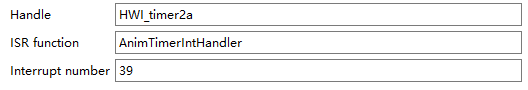 Handle HWI_timer2a
ISR function AnimTimerIntHandler
Interrupt number 39